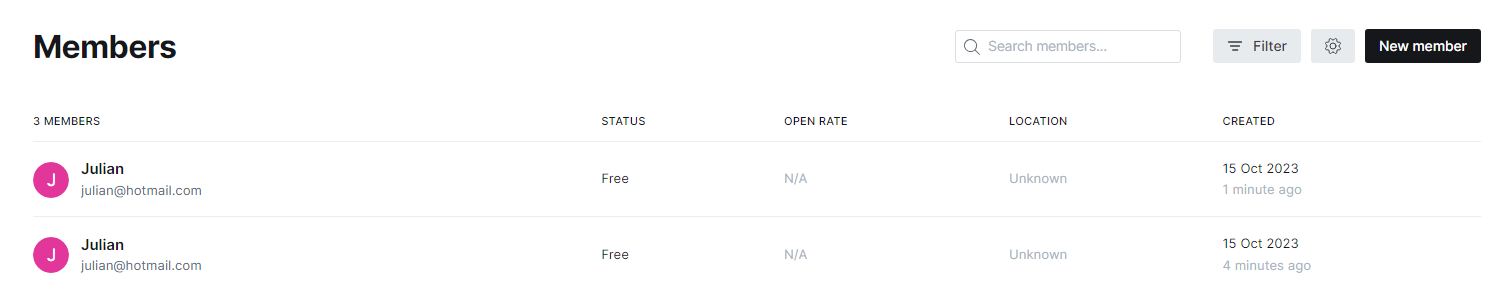 Members
Search members...
Filter
New member
3 MEMBERS STATUS OPEN RATE LOCATION CREATED
J Julian
julian@hotmail.com
Free N/A Unknown
15 Oct 2023
1 minute ago
J Julian
julian@hotmail.com
Free N/A Unknown
15 Oct 2023
4 minutes ago